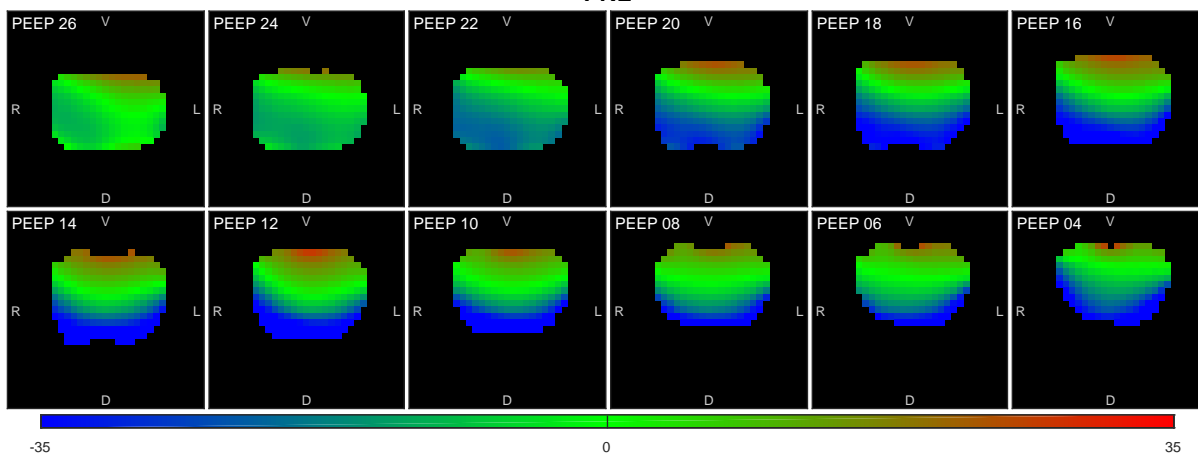 PEEP 26 V R L D
PEEP 24 V R L D
PEEP 22 V R L D
PEEP 20 V R L D
PEEP 18 V R L D
PEEP 16 V R L D
PEEP 14 V R L D
PEEP 12 V R L D
PEEP 10 V R L D
PEEP 08 V R L D
PEEP 06 V R L D
PEEP 04 V R L D
-35 0 35